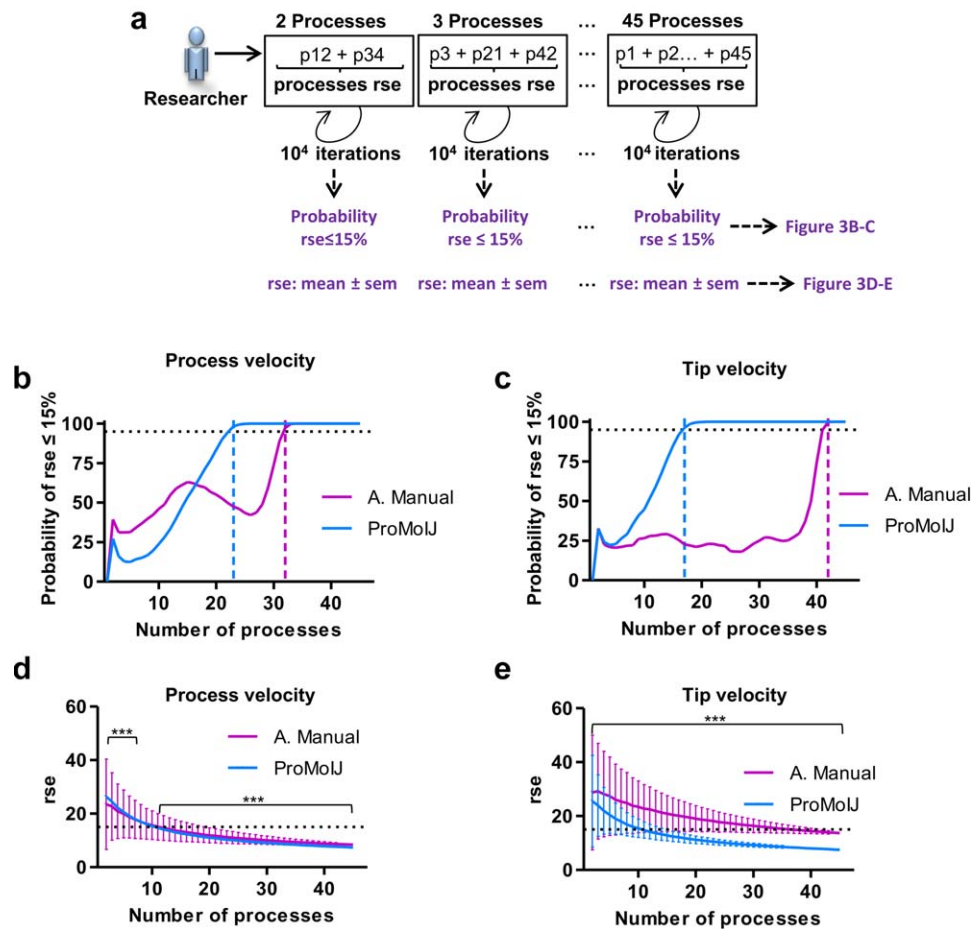 a
2 Processes 3 Processes ... 45 Processes
Researcher
p12 + p34 p3 + p21 + p42 ... p1 + p2... + p45
processes rse processes rse ... processes rse
10⁴ iterations 10⁴ iterations ... 10⁴ iterations
Probability Probability Probability
rse≤15% rse ≤ 15% ... rse ≤ 15% Figure 3B-C
rse: mean ± sem rse: mean ± sem ... rse: mean ± sem Figure 3D-E
b
Process velocity
Probability of rse ≤ 15%
100
75
50
25
0
A. Manual
ProMolJ
10 20 30 40
Number of processes
c
Tip velocity
Probability of rse ≤ 15%
100
75
50
25
0
A. Manual
ProMolJ
10 20 30 40
Number of processes
d
Process velocity
rse
60
40
20
0
***
***
A. Manual
ProMolJ
10 20 30 40
Number of processes
e
Tip velocity
rse
60
40
20
0
***
A. Manual
ProMolJ
10 20 30 40
Number of processes